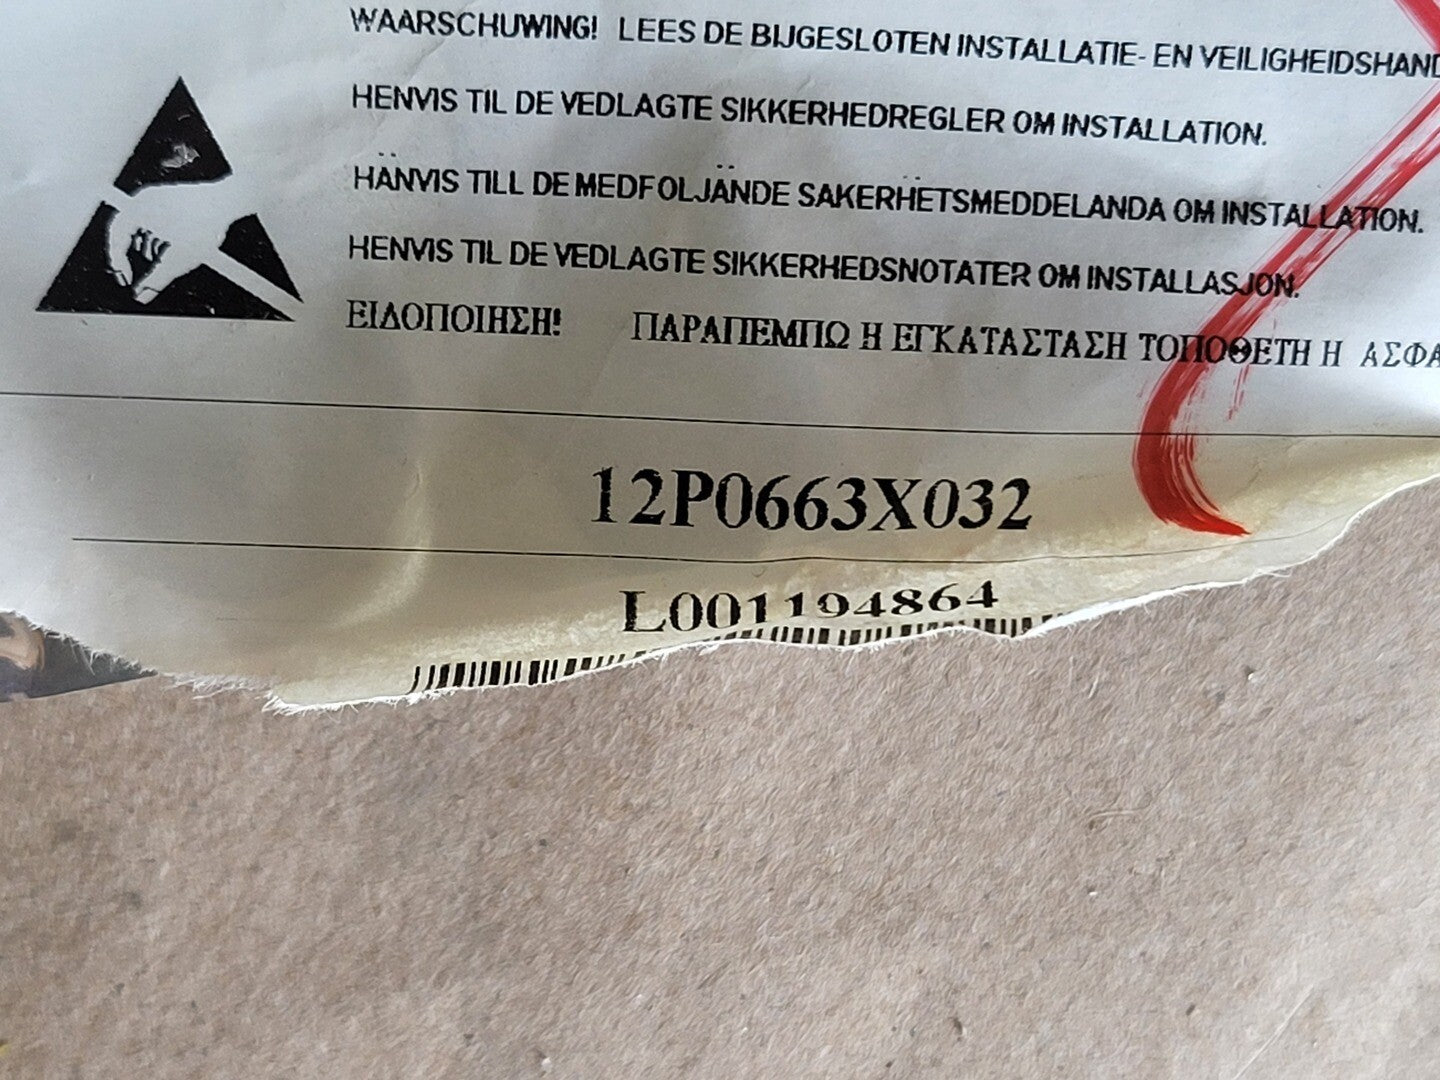 WAARSCHUWING! LEES DE BIJGESLOTEN INSTALLATIE- EN VEILIGHEIDSHAND
HENVIS TIL DE VEDLAGTE SIKKERHEDREGLER OM INSTALLATION.
HÄNVIS TILL DE MEDFOLJÄNDE SAKERHËTSMEDDELANDA OM INSTALLATION.
HENVIS TIL DE VEDLAGTE SIKKERHEDSNOTATER OM INSTALLASJON.
ΕΙΔΟΠΟΙΗΣΗ! ΠΑΡΑΠΕΜΠΩ Η ΕΓΚΑΤΑΣΤΑΣΗ ΤΟΠΟΘΕΤΗ Η ΑΣΦΑ
12P0663X032
L001194864